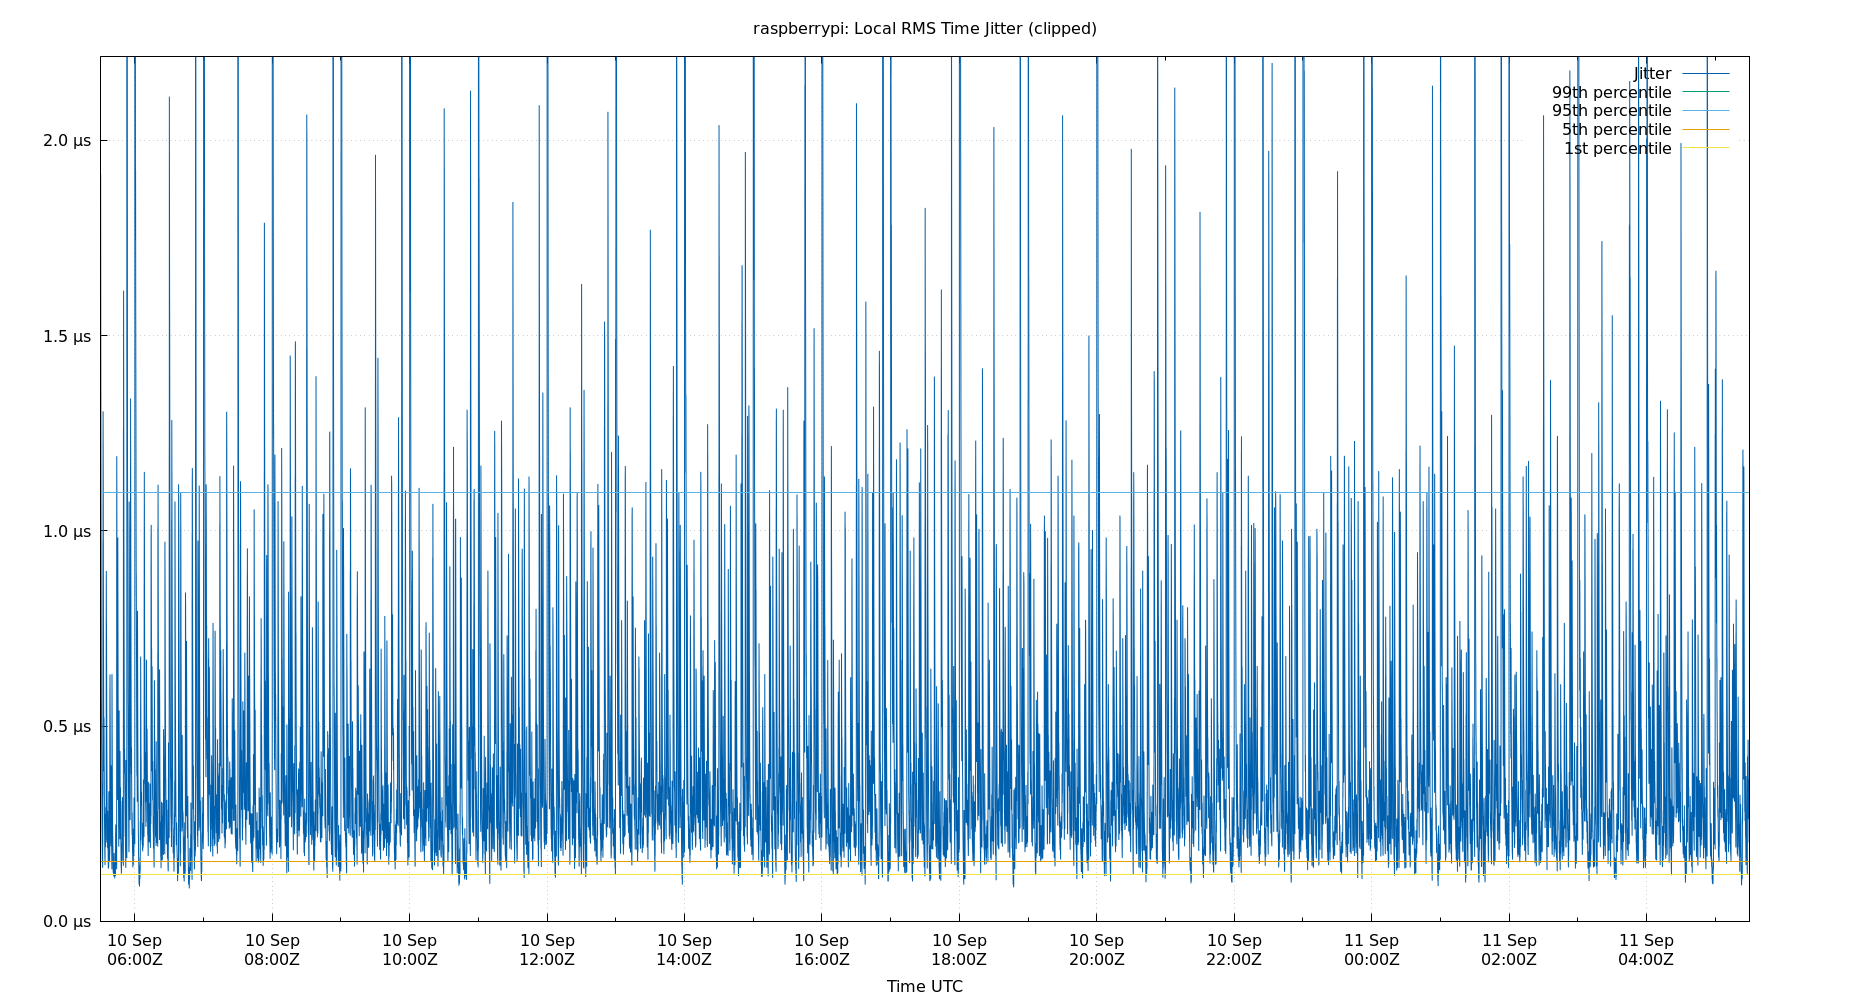 raspberrypi: Local RMS Time Jitter (clipped)
Jitter
99th percentile
95th percentile
5th percentile
1st percentile
2.0 µs
1.5 µs
1.0 µs
0.5 µs
0.0 µs
10 Sep 10 Sep 10 Sep 10 Sep 10 Sep 10 Sep 10 Sep 10 Sep 10 Sep 11 Sep 11 Sep 11 Sep
06:00Z 08:00Z 10:00Z 12:00Z 14:00Z 16:00Z 18:00Z 20:00Z 22:00Z 00:00Z 02:00Z 04:00Z
Time UTC